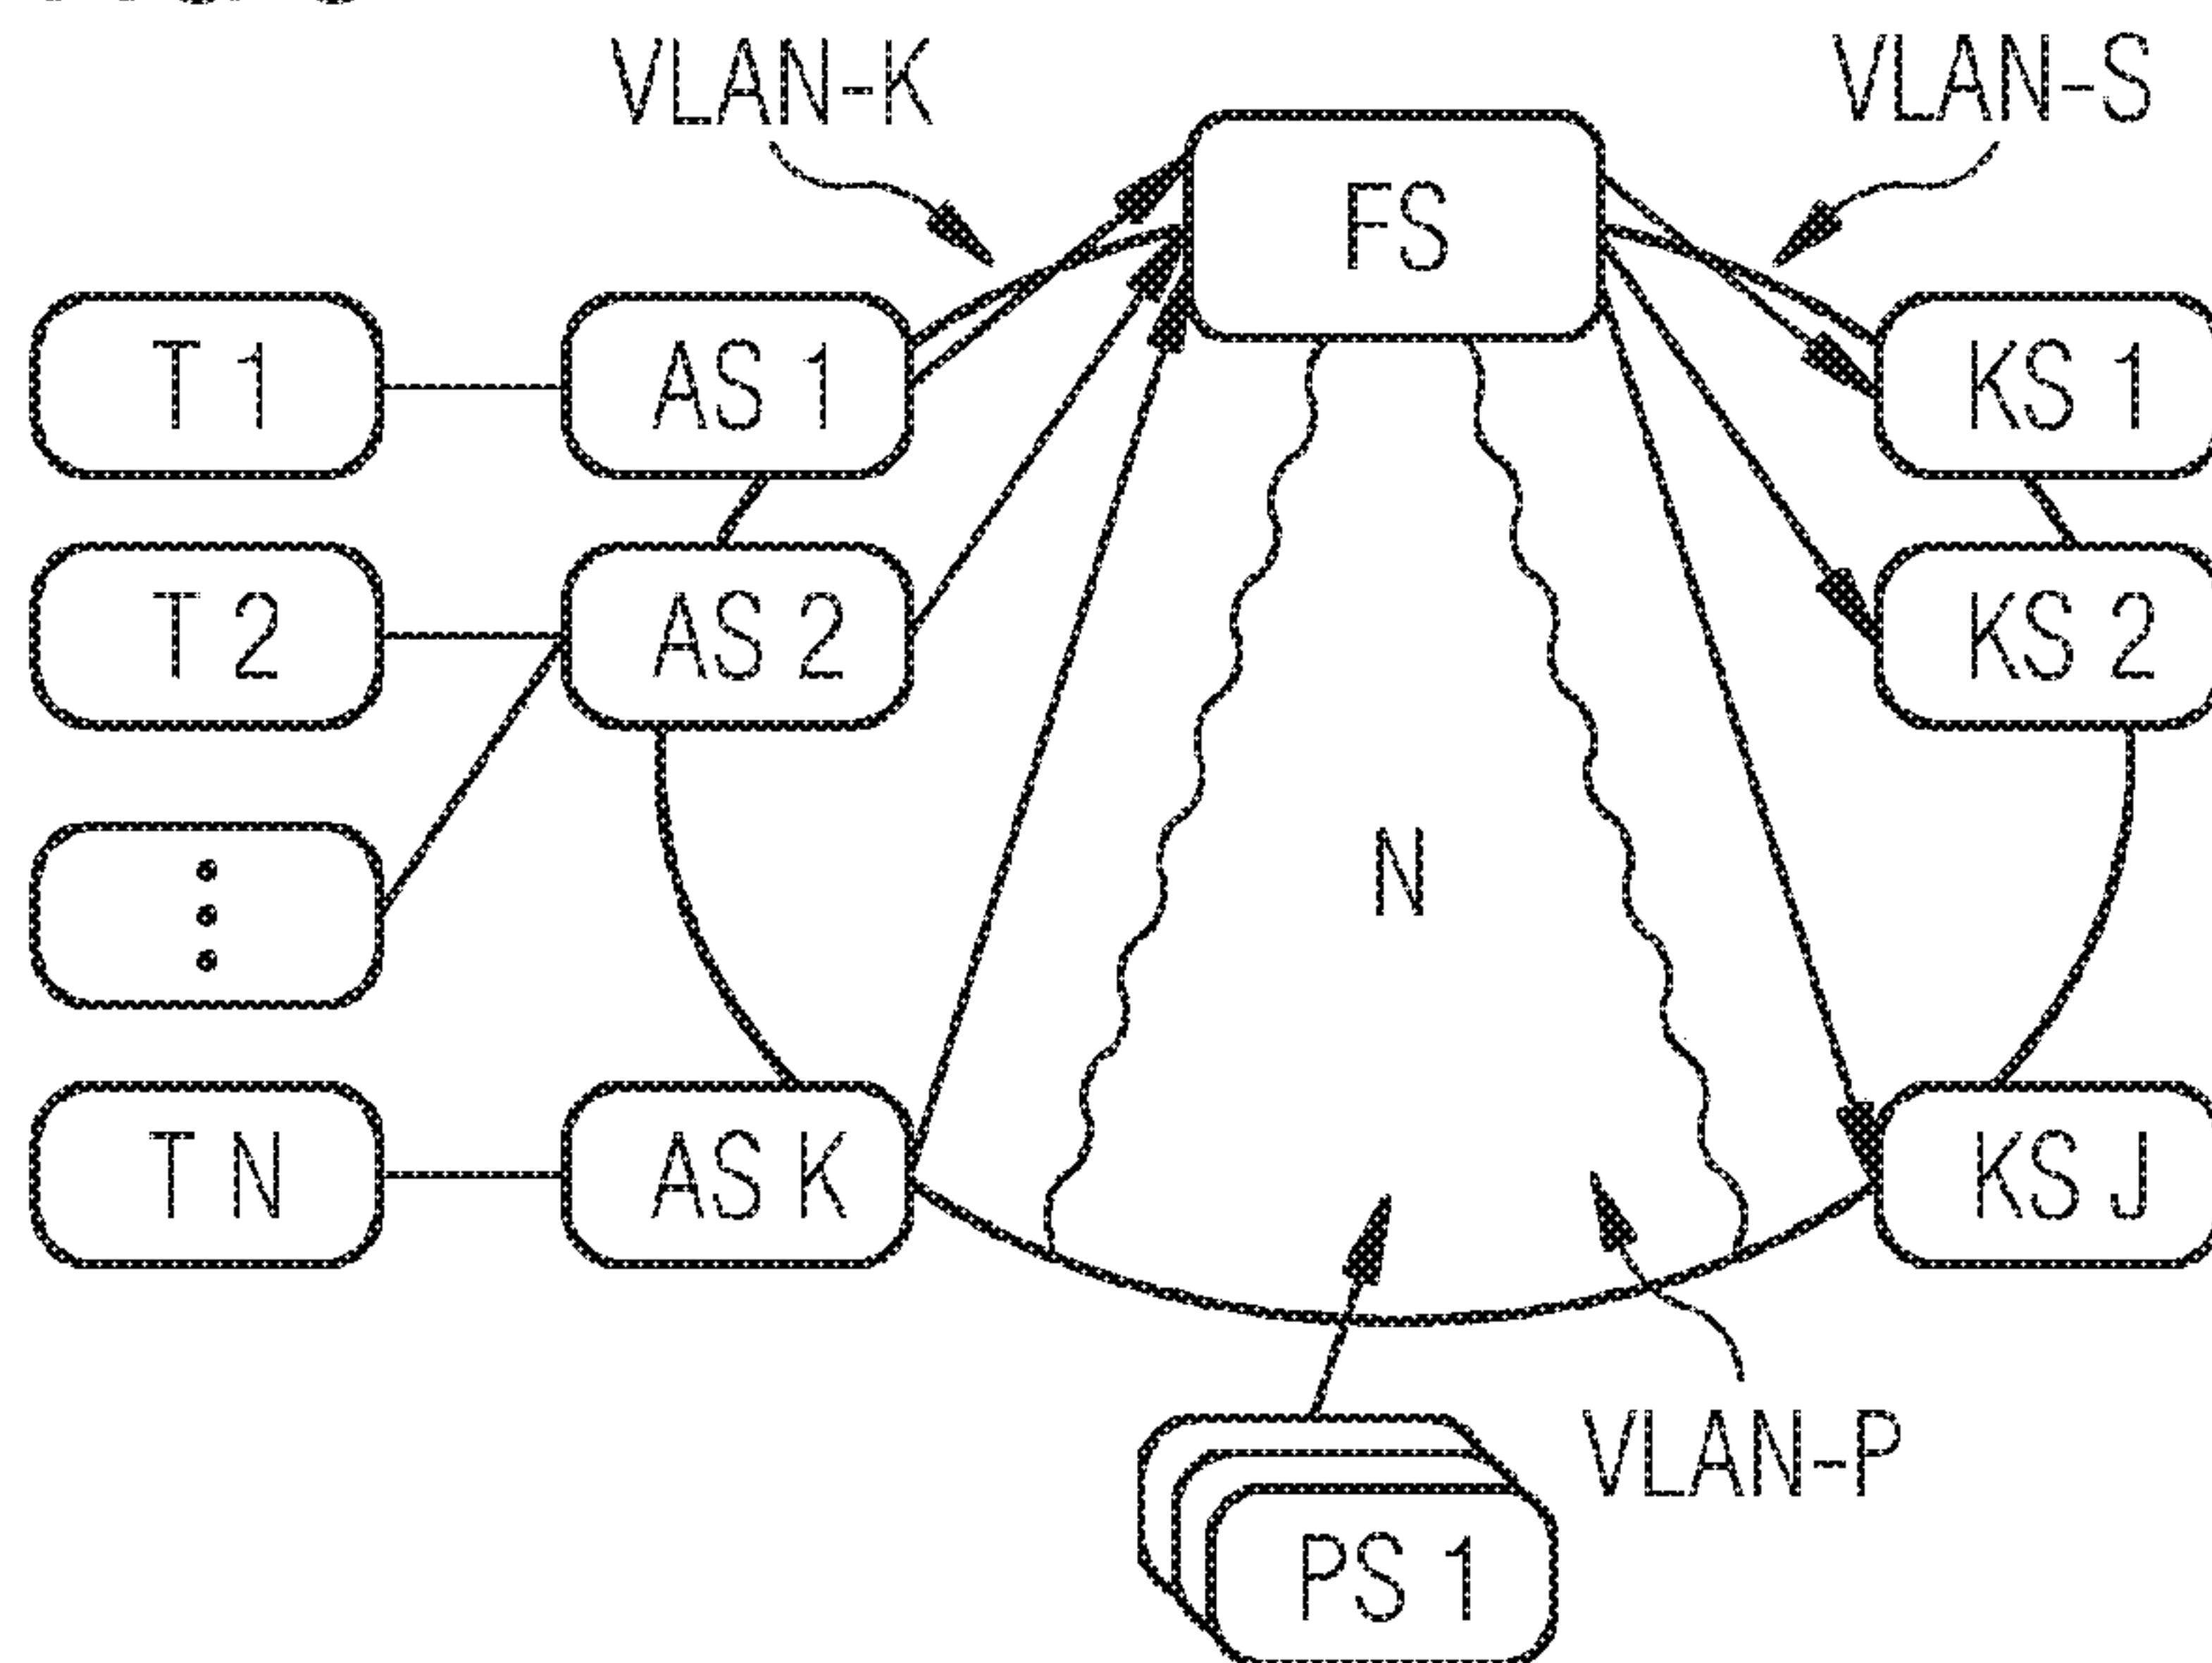 VLAN-K
VLAN-S
FS
T 1
AS 1
KS 1
T 2
AS 2
KS 2
N
T N
AS K
KS J
VLAN-P
PS 1